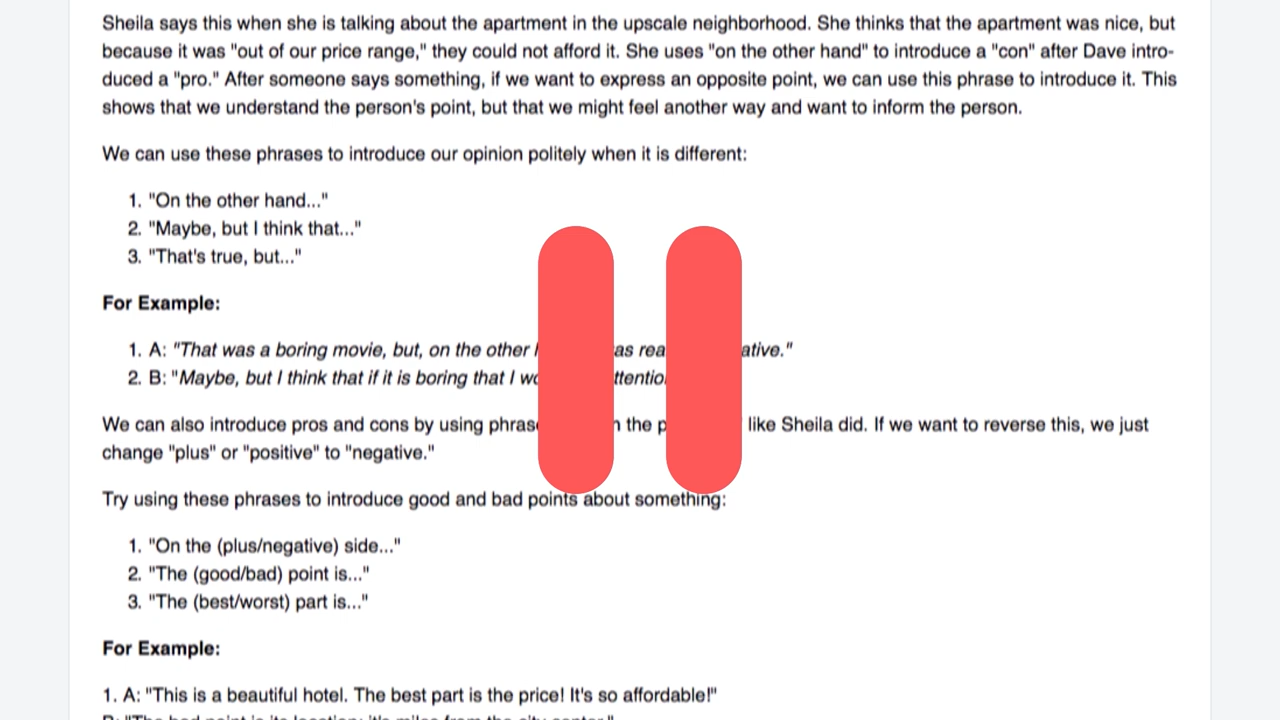 Sheila says this when she is talking about the apartment in the upscale neighborhood. She thinks that the apartment was nice, but
because it was "out of our price range," they could not afford it. She uses "on the other hand" to introduce a "con" after Dave intro-
duced a "pro." After someone says something, if we want to express an opposite point, we can use this phrase to introduce it. This
shows that we understand the person's point, but that we might feel another way and want to inform the person.
We can use these phrases to introduce our opinion politely when it is different:
1. "On the other hand..."
2. "Maybe, but I think that..."
3. "That's true, but..."
For Example:
1. A: "That was a boring movie, but, on the other
2. B: "Maybe, but I think that if it is boring that I
We can also introduce pros and cons by using the like Sheila did. If we want to reverse this, we just
change "plus" or "positive" to "negative."
Try using these phrases to introduce good and bad points about something:
1. "On the (plus/negative) side..."
2. "The (good/bad) point is..."
3. "The (best/worst) part is..."
For Example:
1. A: "This is a beautiful hotel. The best part is the price! It's so affordable!"